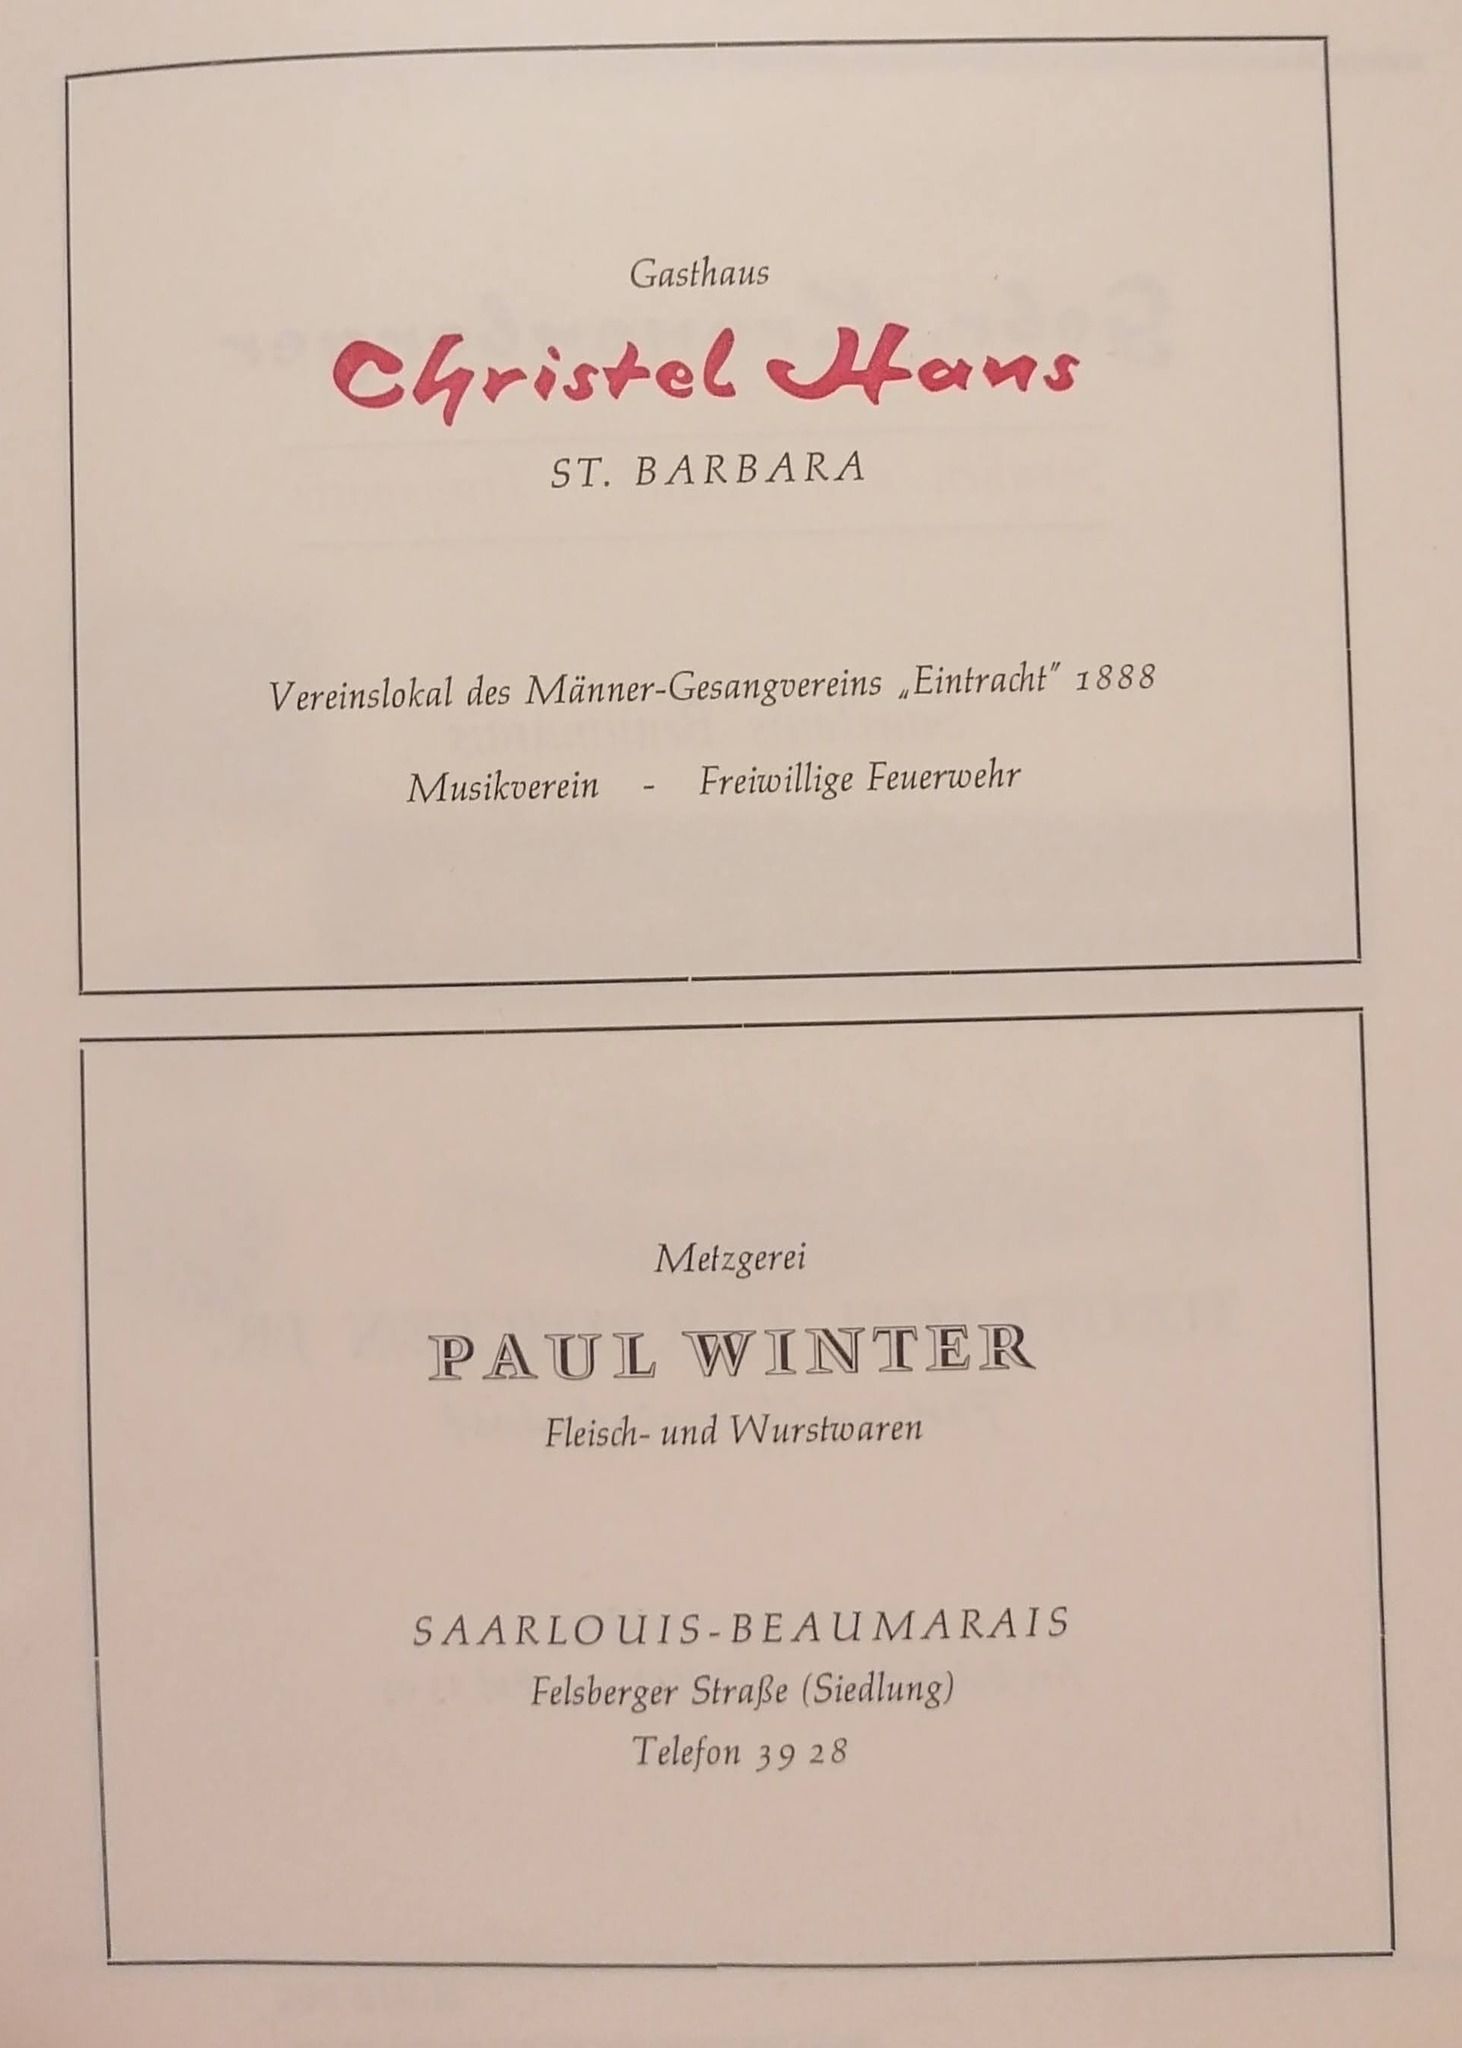 Gasthaus
Christel Hans
ST. BARBARA
Vereinslokal des Männer-Gesangvereins „Eintracht" 1888
Musikverein - Freiwillige Feuerwehr
Metzgerei
PAUL WINTER
Fleisch- und Wurstwaren
SAARLOUIS-BEAUMARAIS
Felsberger Straße (Siedlung)
Telefon 39 28